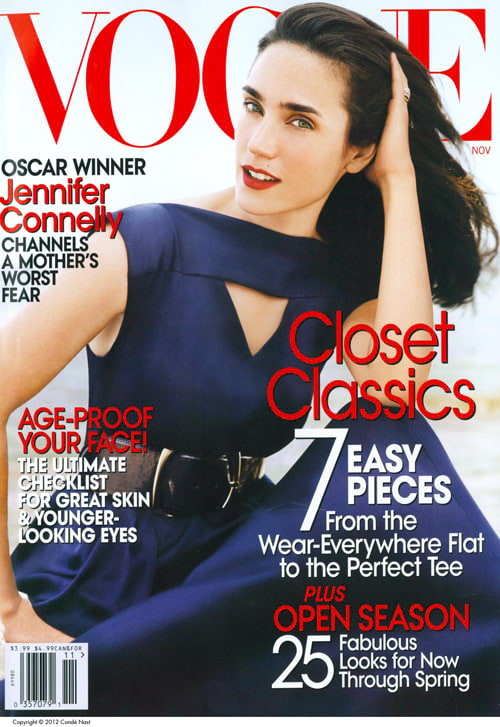 VOGUE
NOV
OSCAR WINNER
Jennifer
Connelly
CHANNELS
A MOTHER'S
WORST
FEAR
Closet
Classics
7 EASY
PIECES
From the
Wear-Everywhere Flat
to the Perfect Tee
PLUS
OPEN SEASON
25 Fabulous
Looks for Now
Through Spring
AGE-PROOF
YOUR FACE!
THE ULTIMATE
CHECKLIST
FOR GREAT SKIN
& YOUNGER-
LOOKING EYES
$3.99 $4.99CAN&FOR
11 >
0 357079 1
Copyright © 2012 Condé Nast